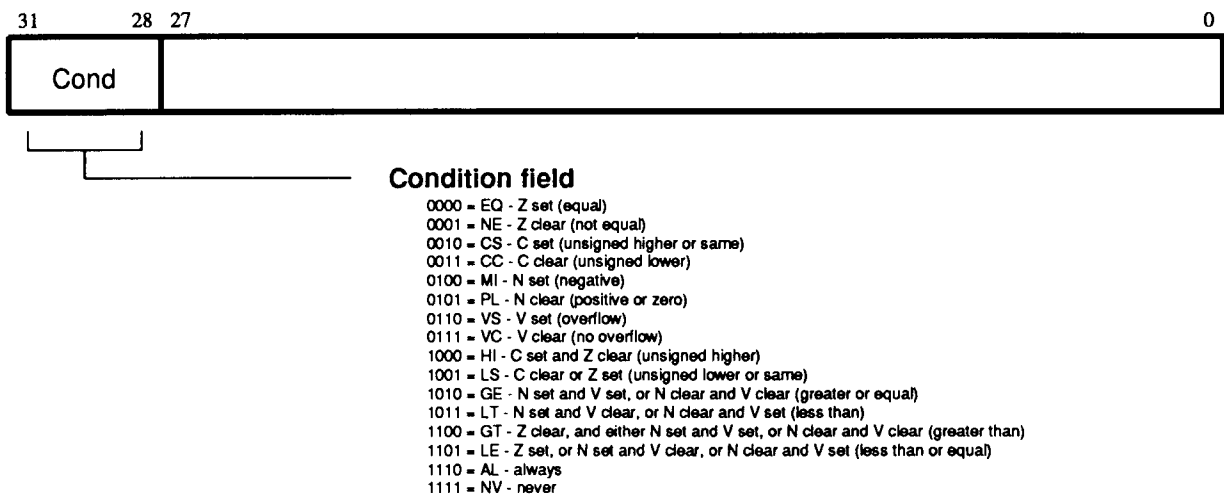 31 28 27 0
Cond
Condition field
0000 = EQ - Z set (equal)
0001 = NE - Z clear (not equal)
0010 = CS - C set (unsigned higher or same)
0011 = CC - C clear (unsigned lower)
0100 = MI - N set (negative)
0101 = PL - N clear (positive or zero)
0110 = VS - V set (overflow)
0111 = VC - V clear (no overflow)
1000 = HI - C set and Z clear (unsigned higher)
1001 = LS - C clear or Z set (unsigned lower or same)
1010 = GE - N set and V set, or N clear and V clear (greater or equal)
1011 = LT - N set and V clear, or N clear and V set (less than)
1100 = GT - Z clear, and either N set and V set, or N clear and V clear (greater than)
1101 = LE - Z set, or N set and V clear, or N clear and V set (less than or equal)
1110 = AL - always
1111 = NV - never